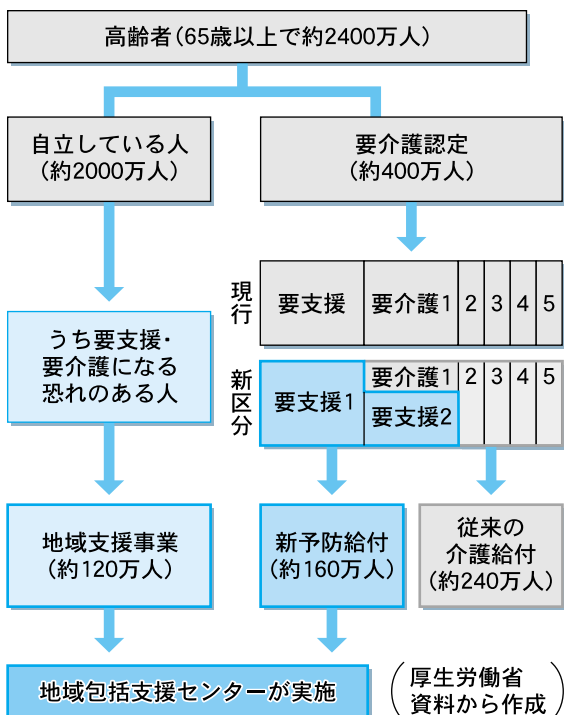 高齢者（65歳以上で約2400万人）
自立している人
（約2000万人）
要介護認定
（約400万人）
現行
要支援 要介護1 2 3 4 5
うち要支援・
要介護になる
恐れのある人
新区分
要支援1 要介護1 2 3 4 5
要支援2
地域支援事業
（約120万人）
新予防給付
（約160万人）
従来の
介護給付
（約240万人）
地域包括支援センターが実施
（厚生労働省
資料から作成）